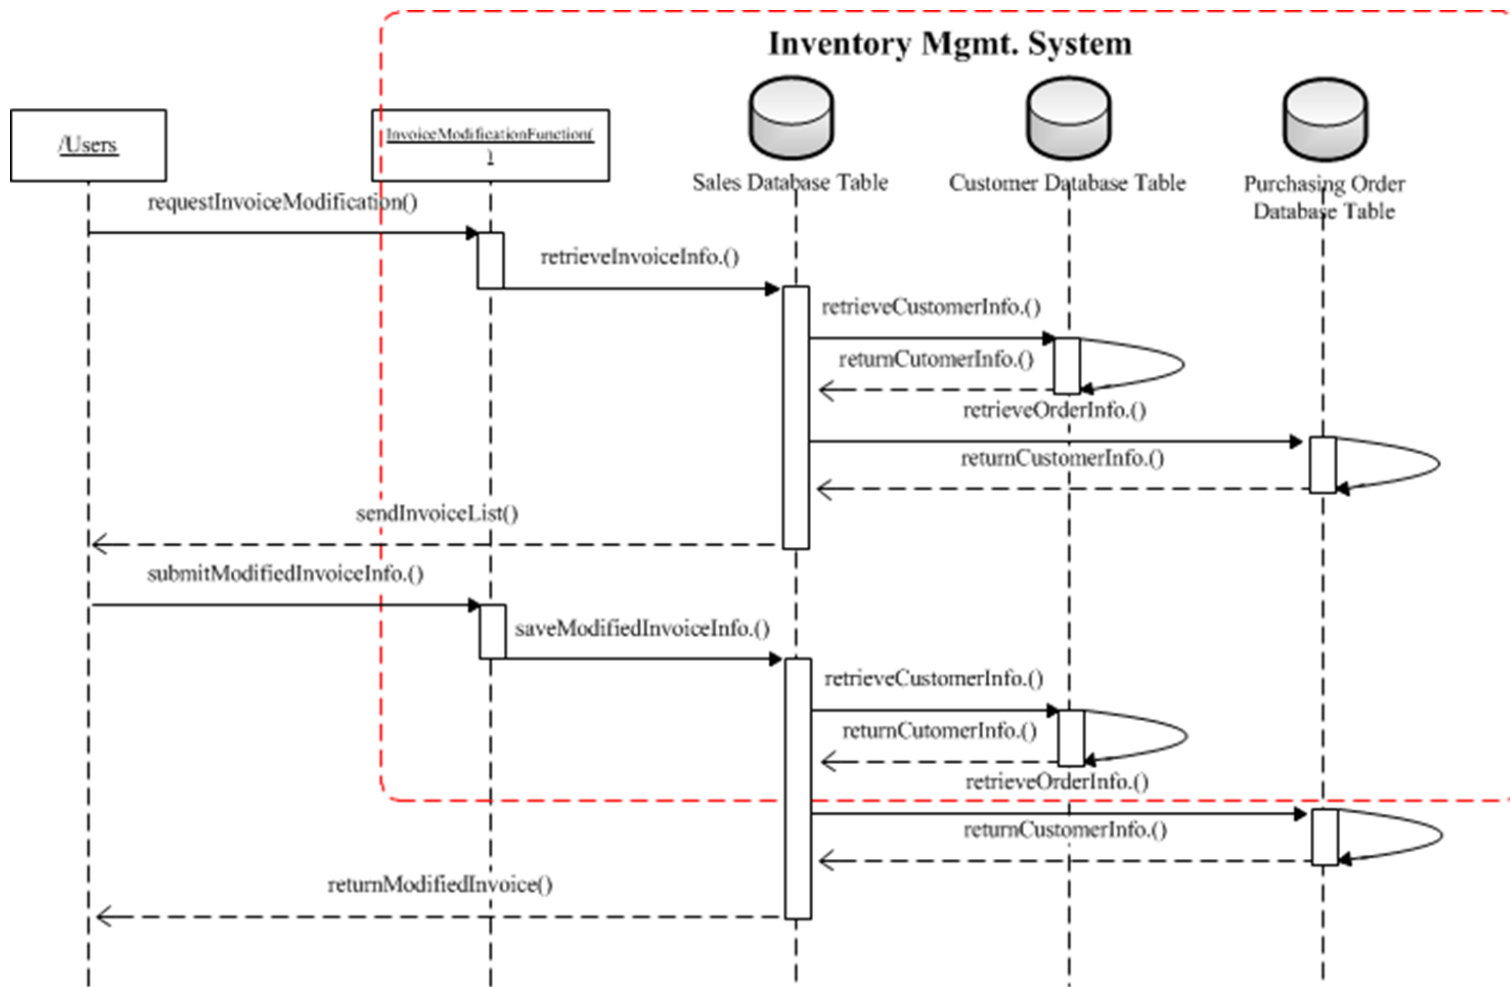 Inventory Mgmt. System
/Users
InvoiceModificationFunction(
)
Sales Database Table
Customer Database Table
Purchasing Order
Database Table
requestInvoiceModification()
retrieveInvoiceInfo.()
retrieveCustomerInfo.()
returnCutomerInfo.()
retrieveOrderInfo.()
returnCustomerInfo.()
sendInvoiceList()
submitModifiedInvoiceInfo.()
saveModifiedInvoiceInfo.()
retrieveCustomerInfo.()
returnCutomerInfo.()
retrieveOrderInfo.()
returnCustomerInfo.()
returnModifiedInvoice()